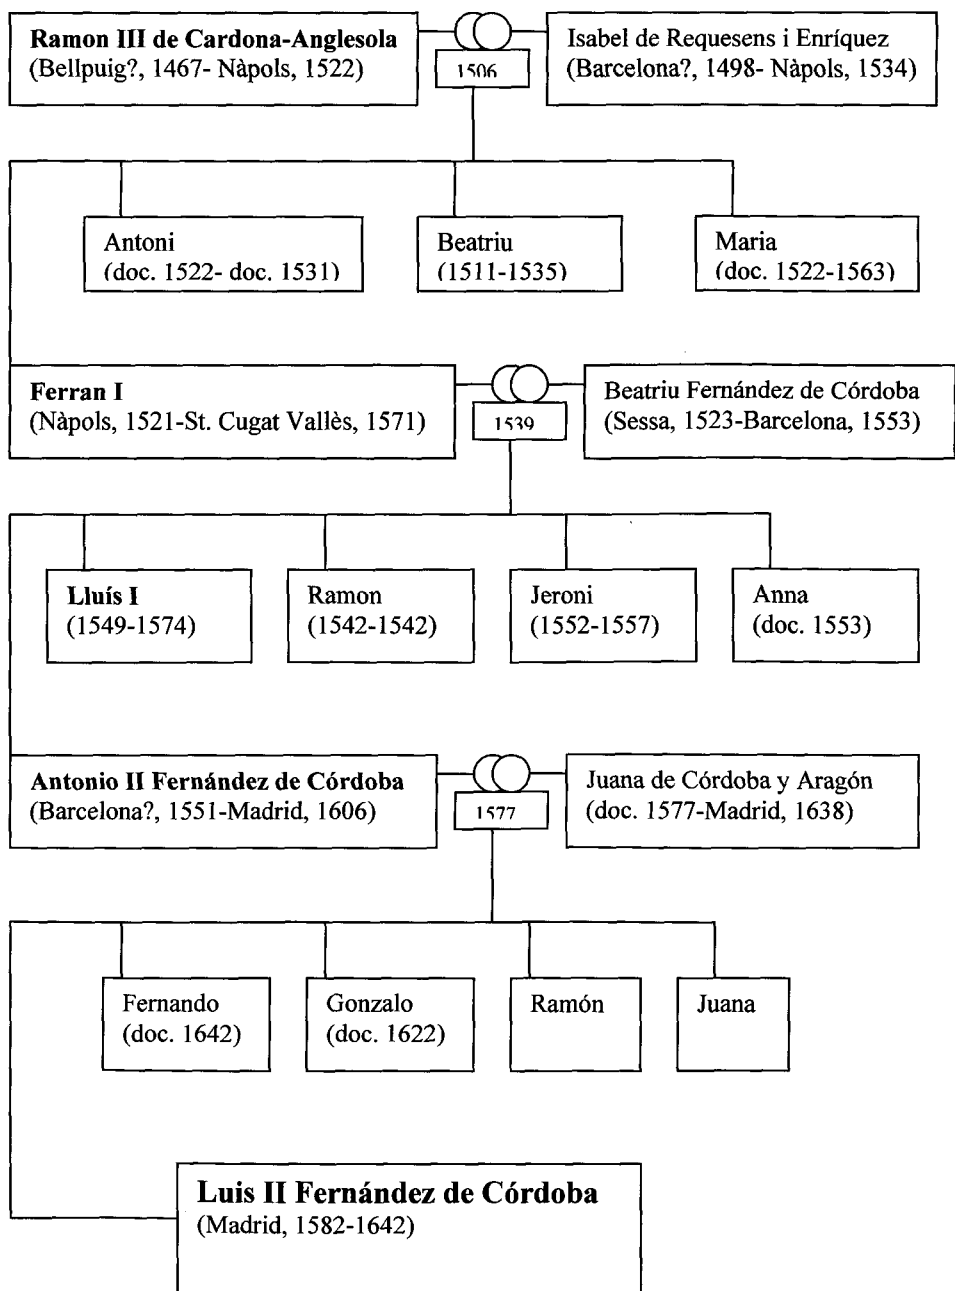 Ramon III de Cardona-Anglesola
(Bellpuig?, 1467- Nàpols, 1522)
1506
Isabel de Requesens i Enríquez
(Barcelona?, 1498- Nàpols, 1534)
Antoni
(doc. 1522- doc. 1531)
Beatriu
(1511-1535)
Maria
(doc. 1522-1563)
Ferran I
(Nàpols, 1521-St. Cugat Vallès, 1571)
1539
Beatriu Fernández de Córdoba
(Sessa, 1523-Barcelona, 1553)
Lluís I
(1549-1574)
Ramon
(1542-1542)
Jeroni
(1552-1557)
Anna
(doc. 1553)
Antonio II Fernández de Córdoba
(Barcelona?, 1551-Madrid, 1606)
1577
Juana de Córdoba y Aragón
(doc. 1577-Madrid, 1638)
Fernando
(doc. 1642)
Gonzalo
(doc. 1622)
Ramón
Juana
Luis II Fernández de Córdoba
(Madrid, 1582-1642)